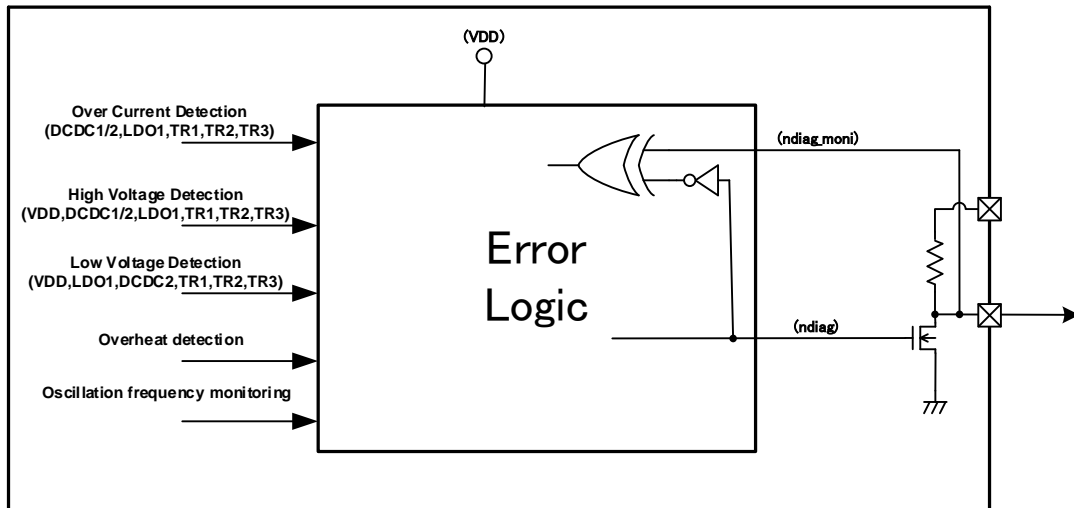 (VDD)
Over Current Detection
(DCDC1/2,LDO1,TR1,TR2,TR3)
(ndiag_moni)
High Voltage Detection
(VDD,DCDC1/2,LDO1,TR1,TR2,TR3)
Low Voltage Detection
(VDD,LDO1,DCDC2,TR1,TR2,TR3)
Error
Logic
(ndiag)
Overheat detection
Oscillation frequency monitoring